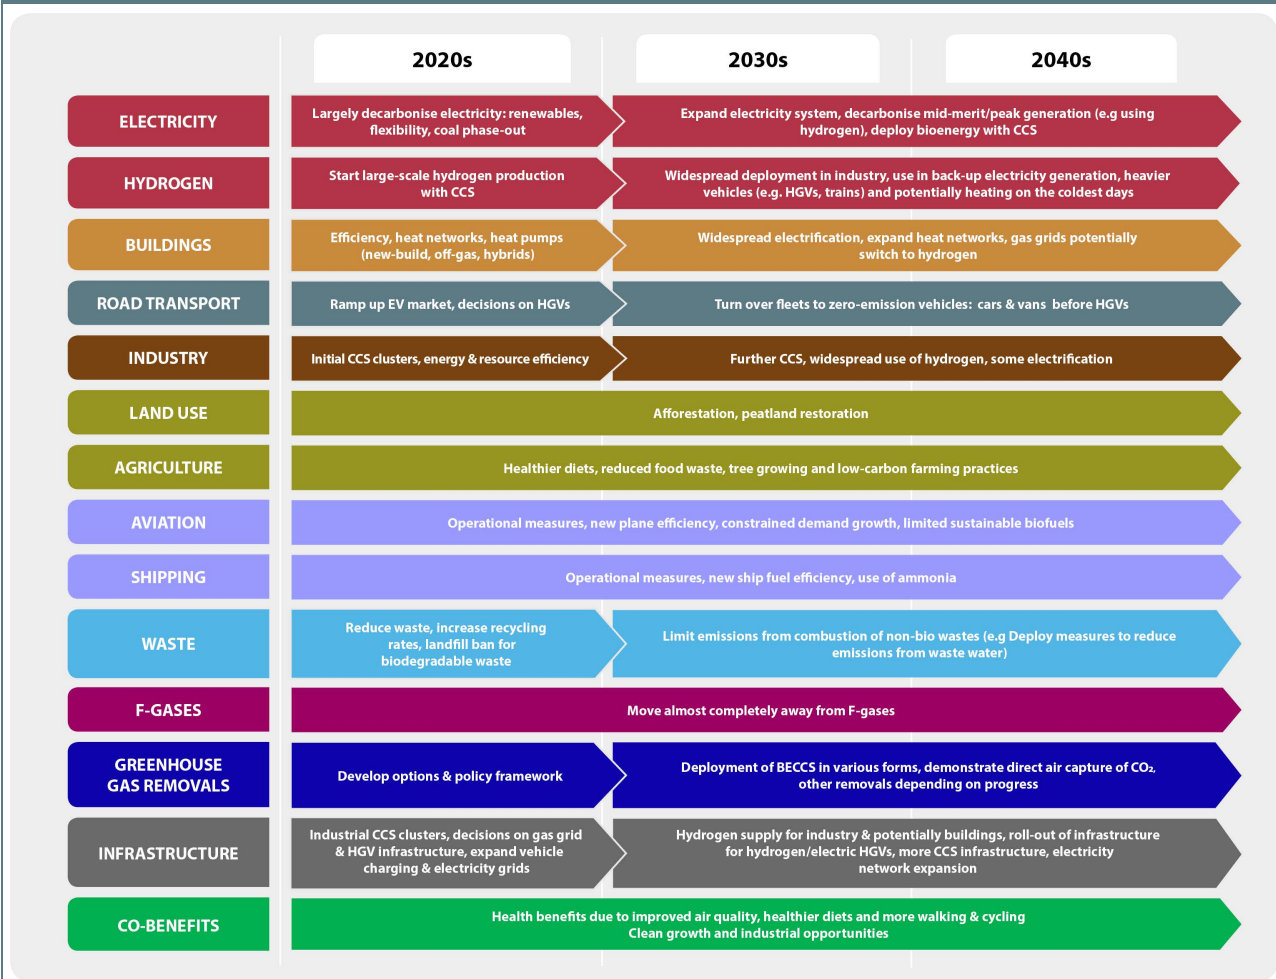 2020s
2030s
2040s
ELECTRICITY
Largely decarbonise electricity: renewables,
flexibility, coal phase-out
Expand electricity system, decarbonise mid-merit/peak generation (e.g using
hydrogen), deploy bioenergy with CCS
HYDROGEN
Start large-scale hydrogen production
with CCS
Widespread deployment in industry, use in back-up electricity generation, heavier
vehicles (e.g. HGVs, trains) and potentially heating on the coldest days
BUILDINGS
Efficiency, heat networks, heat pumps
(new-build, off-gas, hybrids)
Widespread electrification, expand heat networks, gas grids potentially
switch to hydrogen
ROAD TRANSPORT
Ramp up EV market, decisions on HGVs
Turn over fleets to zero-emission vehicles: cars & vans before HGVs
INDUSTRY
Initial CCS clusters, energy & resource efficiency
Further CCS, widespread use of hydrogen, some electrification
LAND USE
Afforestation, peatland restoration
AGRICULTURE
Healthier diets, reduced food waste, tree growing and low-carbon farming practices
AVIATION
Operational measures, new plane efficiency, constrained demand growth, limited sustainable biofuels
SHIPPING
Operational measures, new ship fuel efficiency, use of ammonia
WASTE
Reduce waste, increase recycling
rates, landfill ban for
biodegradable waste
Limit emissions from combustion of non-bio wastes (e.g Deploy measures to reduce
emissions from waste water)
F-GASES
Move almost completely away from F-gases
GREENHOUSE
GAS REMOVALS
Develop options & policy framework
Deployment of BECCS in various forms, demonstrate direct air capture of CO₂,
other removals depending on progress
INFRASTRUCTURE
Industrial CCS clusters, decisions on gas grid
& HGV infrastructure, expand vehicle
charging & electricity grids
Hydrogen supply for industry & potentially buildings, roll-out of infrastructure
for hydrogen/electric HGVs, more CCS infrastructure, electricity
network expansion
CO-BENEFITS
Health benefits due to improved air quality, healthier diets and more walking & cycling
Clean growth and industrial opportunities